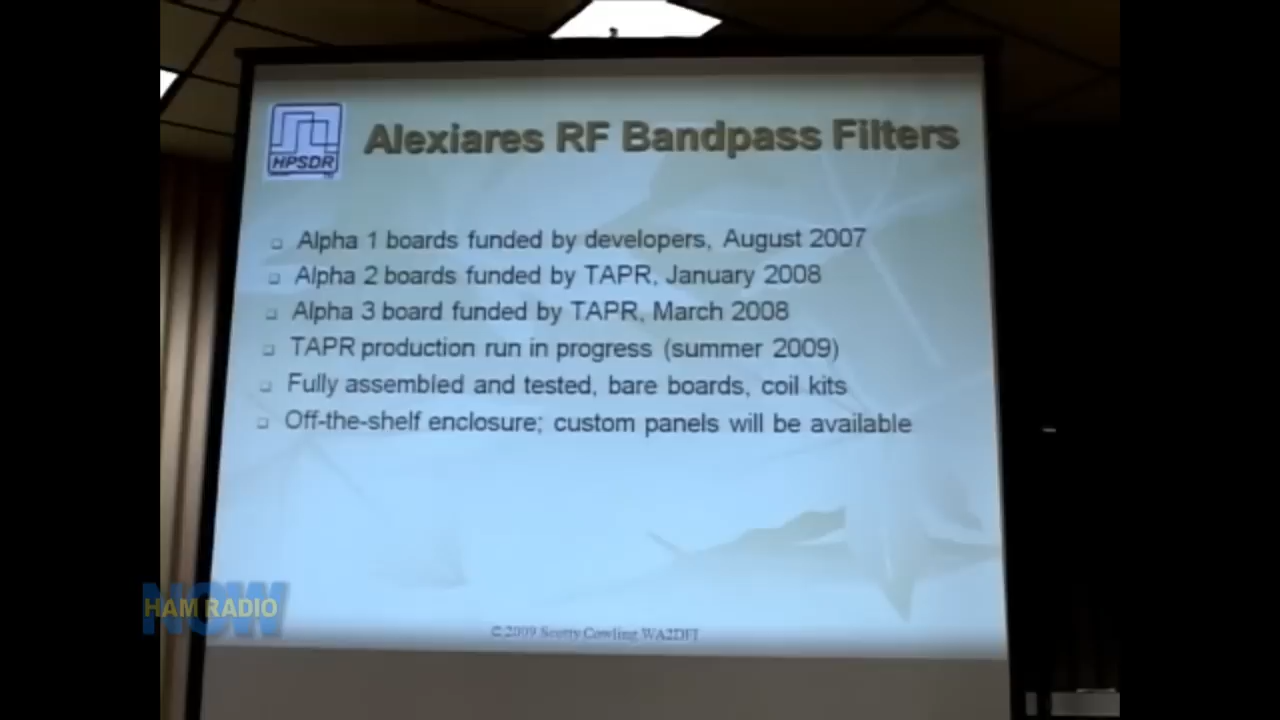 HPSDR
Alexiares RF Bandpass Filters
Alpha 1 boards funded by developers, August 2007
Alpha 2 boards funded by TAPR, January 2008
Alpha 3 board funded by TAPR, March 2008
TAPR production run in progress (summer 2009)
Fully assembled and tested, bare boards, coil kits
Off-the-shelf enclosure; custom panels will be available
NOW
HAM RADIO
© 2009 Scotty Cowling WA2DFI